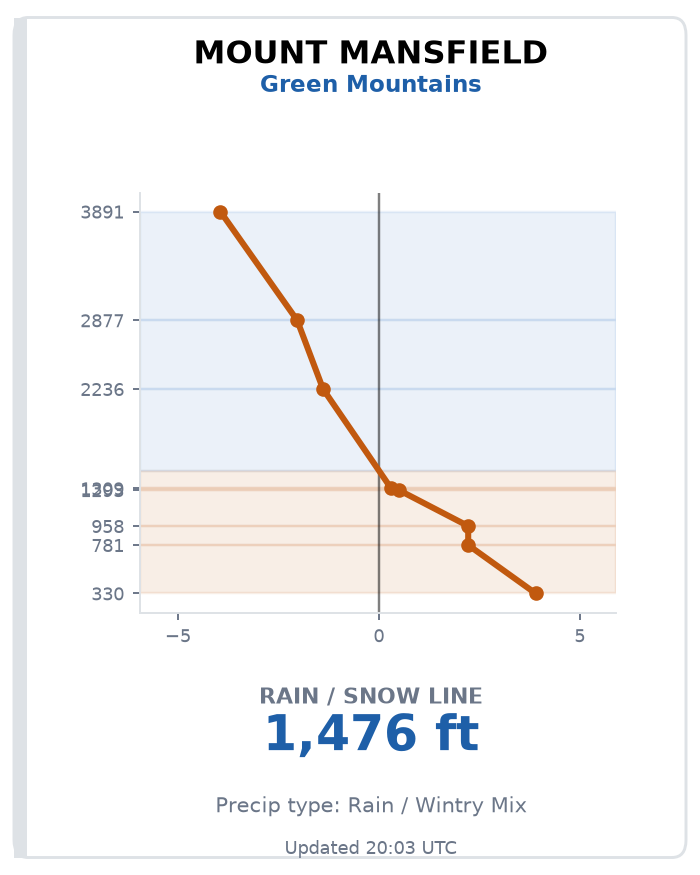 MOUNT MANSFIELD
Green Mountains
3891
2877
2236
958
781
330
−5 0 5
RAIN / SNOW LINE
1,476 ft
Precip type: Rain / Wintry Mix
Updated 20:03 UTC